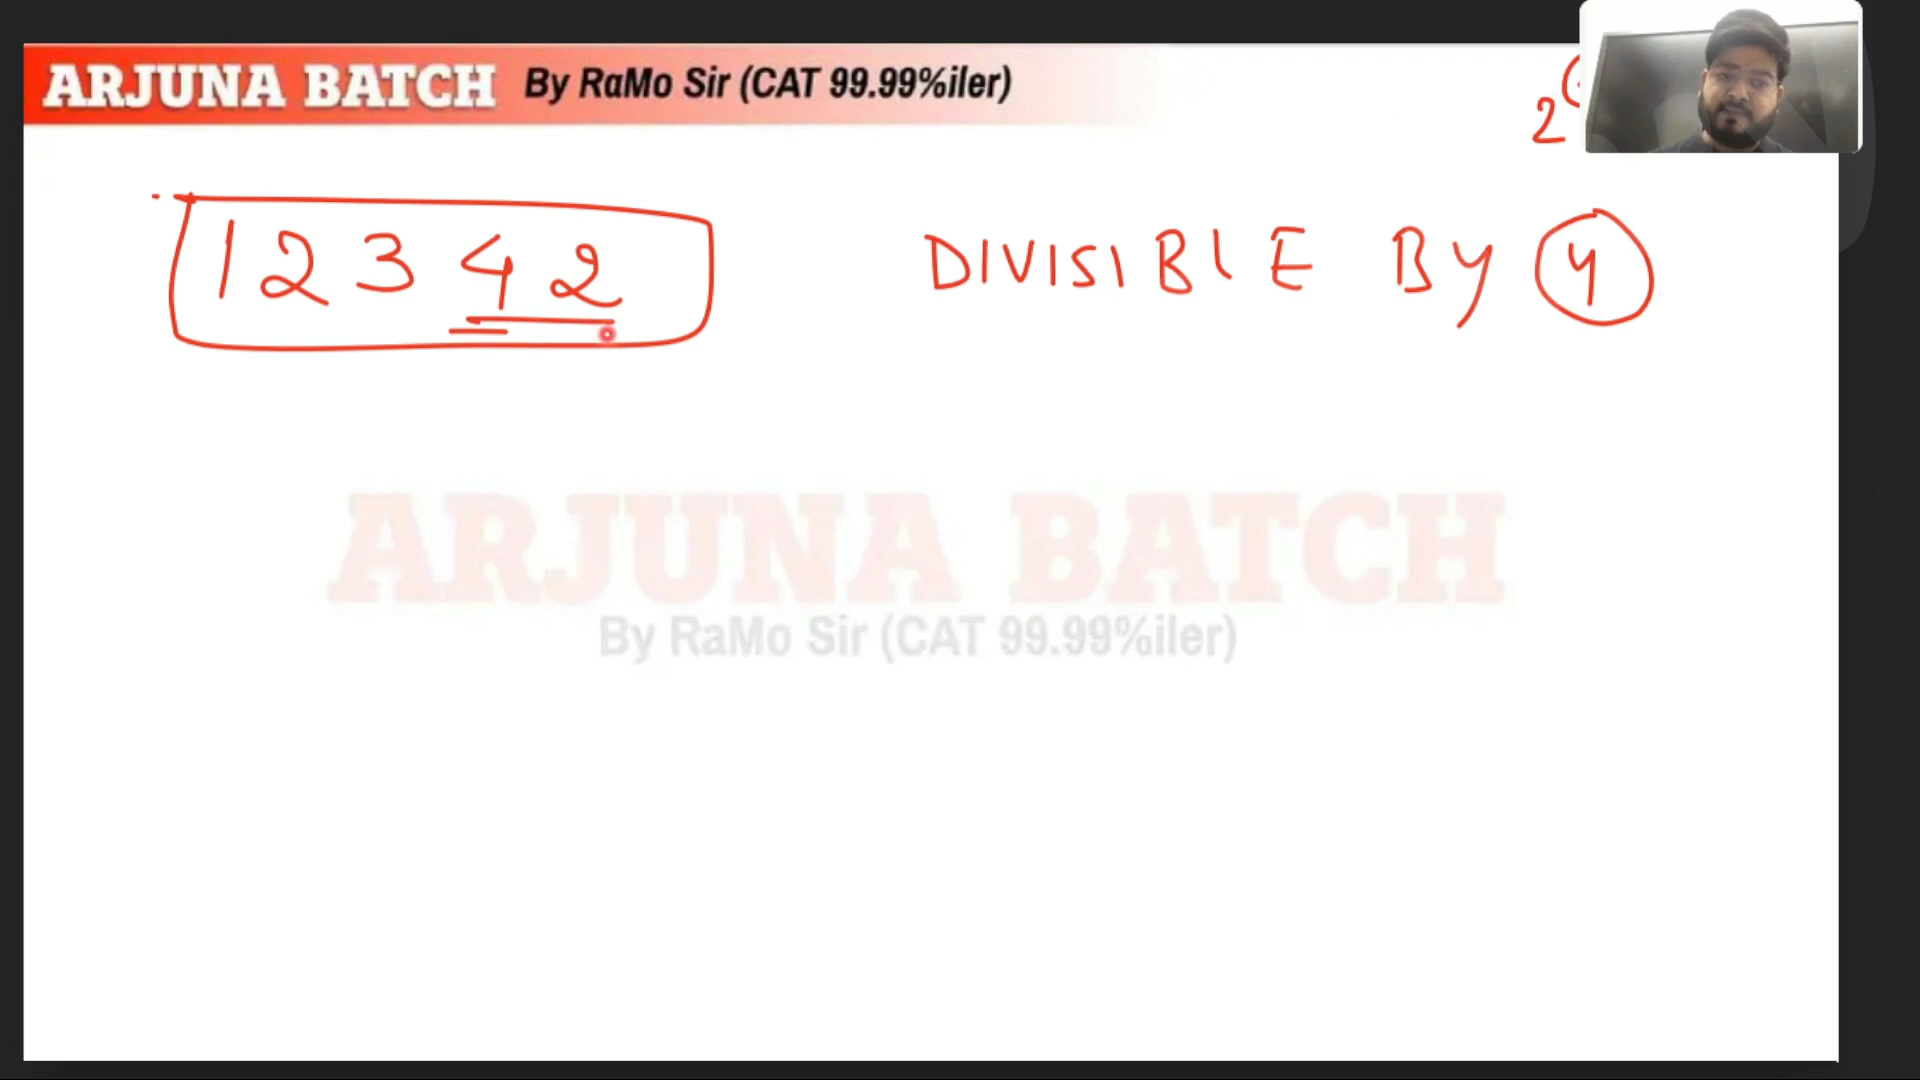 ARJUNA BATCH By RaMo Sir (CAT 99.99%iler)
2
12342 DIVISIBLE BY 4
ARJUNA BATCH
By RaMo Sir (CAT 99.99%iler)